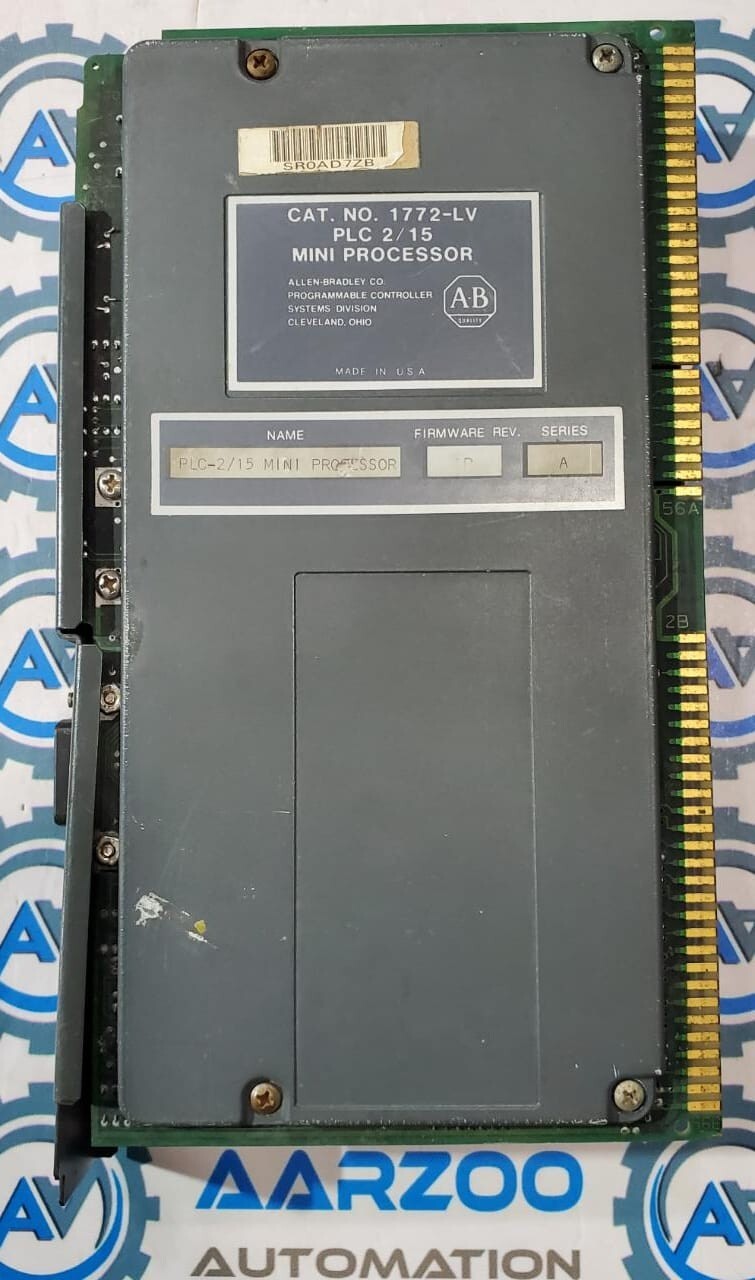 SR0AD7ZB
CAT. NO. 1772-LV
PLC 2/15
MINI PROCESSOR
ALLEN-BRADLEY CO.
PROGRAMMABLE CONTROLLER
SYSTEMS DIVISION
CLEVELAND, OHIO
A·B
QUALITY
MADE IN U.S.A
NAME FIRMWARE REV. SERIES
PLC-2/15 MINI PROCESSOR A
56A
2B
AARZOO
AUTOMATION